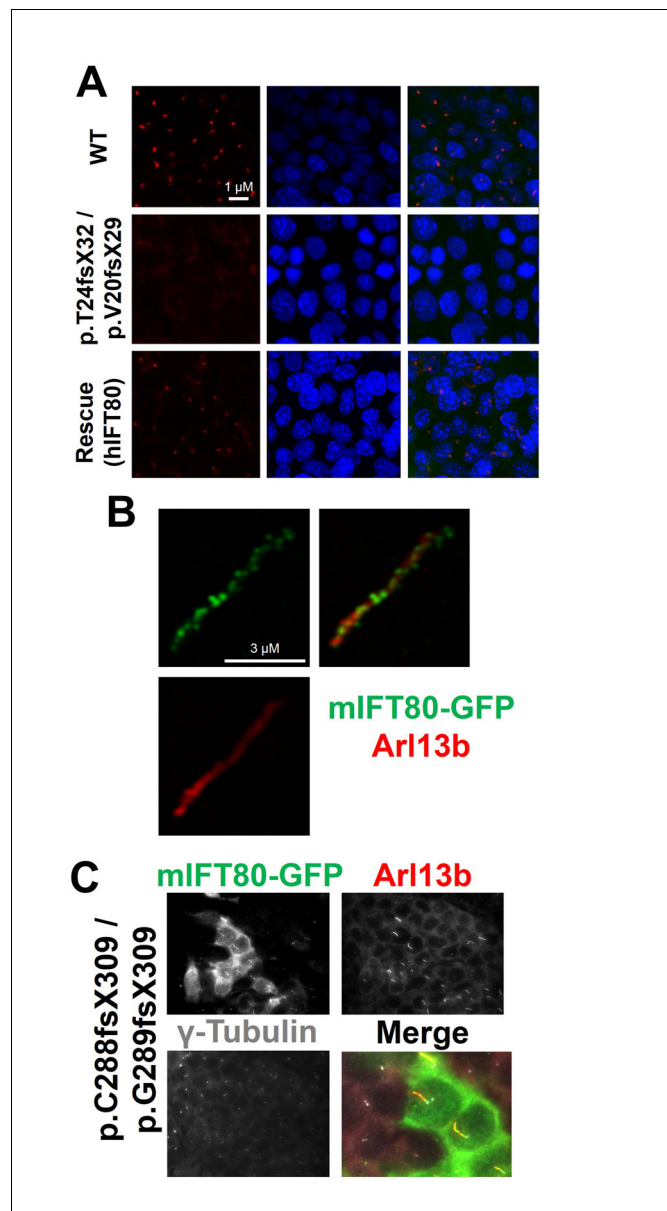 A
WT
1 µM
p.T24fsX32 /
p.V20fsX29
Rescue
(hIFT80)
B
3 µM
mIFT80-GFP
Arl13b
C
mIFT80-GFP
Arl13b
p.C288fsX309 /
p.G289fsX309
γ-Tubulin
Merge